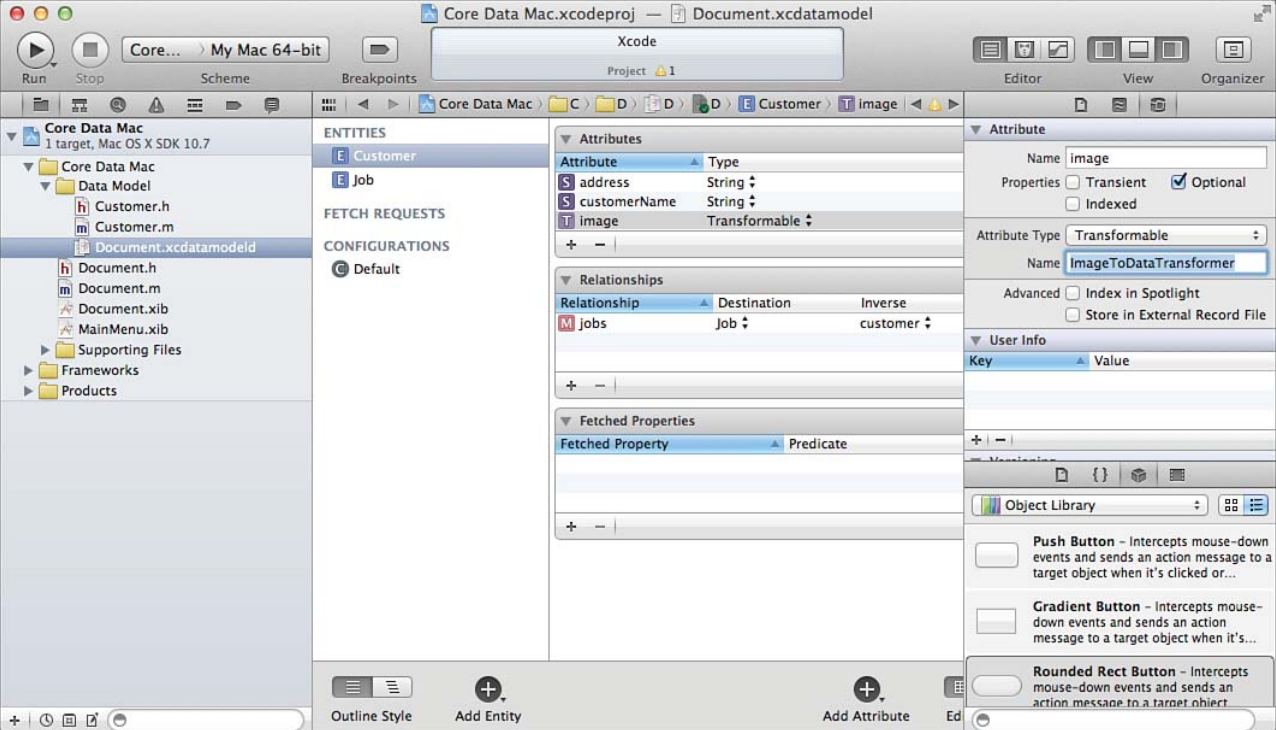 Core Data Mac.xcodeproj — Document.xcdatamodel
Run
Stop
Core... My Mac 64-bit
Scheme
Breakpoints
Xcode
Project 1
Editor
View
Organizer
Core Data Mac C D D D E Customer T image
Core Data Mac
1 target, Mac OS X SDK 10.7
Core Data Mac
Data Model
h Customer.h
m Customer.m
Document.xcdatamodeld
h Document.h
m Document.m
Document.xib
MainMenu.xib
Supporting Files
Frameworks
Products
ENTITIES
E Customer
E Job
FETCH REQUESTS
CONFIGURATIONS
C Default
Attributes
Attribute Type
S address String
S customerName String
T image Transformable
+ −
Relationships
Relationship Destination Inverse
M jobs Job customer
+ −
Fetched Properties
Fetched Property Predicate
+ −
Outline Style
Add Entity
Add Attribute
Edi
Attribute
Name image
Properties Transient Optional
Indexed
Attribute Type Transformable
Name ImageToDataTransformer
Advanced Index in Spotlight
Store in External Record File
User Info
Key Value
+ −
Versioning
{ }
Object Library
Push Button – Intercepts mouse-down
events and sends an action message to a
target object when it's clicked or...
Gradient Button – Intercepts mouse-
down events and sends an action
message to a target object when it's...
Rounded Rect Button – Intercepts
mouse-down events and sends an
action message to a target object